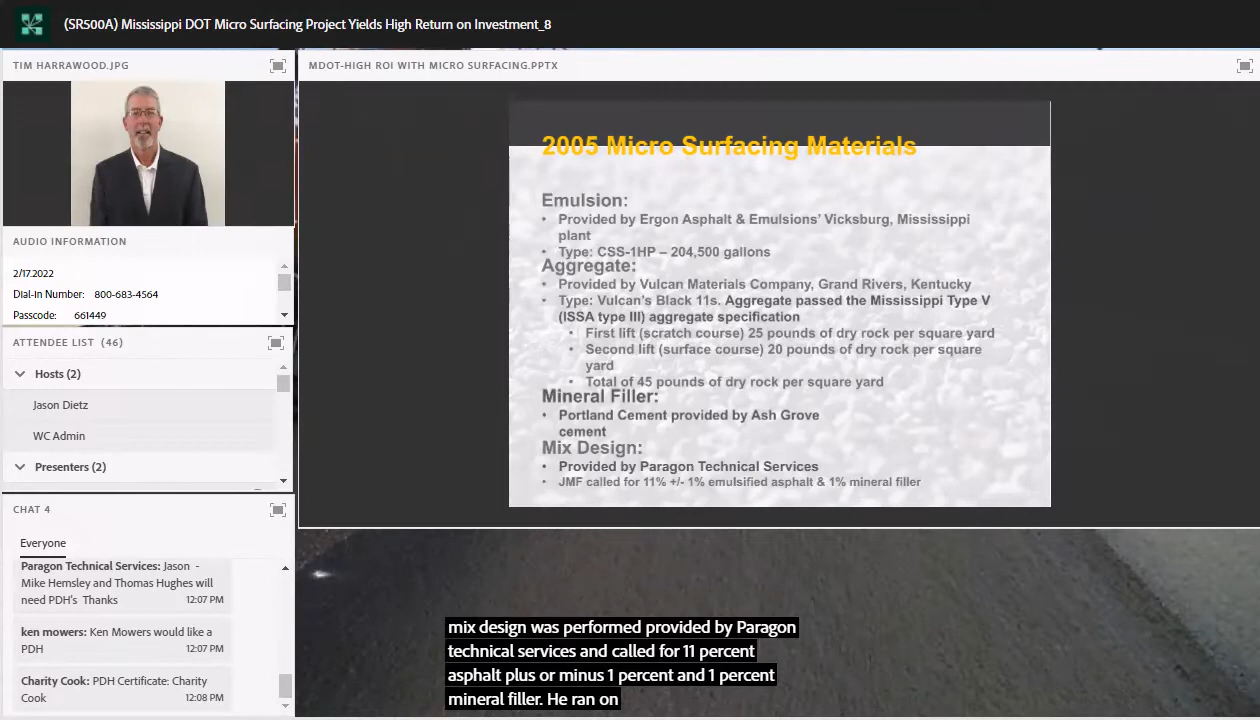 (SR500A) Mississippi DOT Micro Surfacing Project Yields High Return on Investment_8
TIM HARRAWOOD.JPG
AUDIO INFORMATION
2/17.2022
Dial-In Number: 800-683-4564
Passcode: 661449
ATTENDEE LIST (46)
Hosts (2)
Jason Dietz
WC Admin
Presenters (2)
CHAT 4
Everyone
Paragon Technical Services: Jason -
Mike Hemsley and Thomas Hughes will
need PDH's Thanks
12:07 PM
ken mowers: Ken Mowers would like a
PDH
12:07 PM
Charity Cook: PDH Certificate: Charity
Cook
12:08 PM
MDOT-HIGH ROI WITH MICRO SURFACING.PPTX
2005 Micro Surfacing Materials
Emulsion:
• Provided by Ergon Asphalt & Emulsions' Vicksburg, Mississippi
plant
• Type: CSS-1HP – 204,500 gallons
Aggregate:
• Provided by Vulcan Materials Company, Grand Rivers, Kentucky
• Type: Vulcan's Black 11s. Aggregate passed the Mississippi Type V
(ISSA type III) aggregate specification
• First lift (scratch course) 25 pounds of dry rock per square yard
• Second lift (surface course) 20 pounds of dry rock per square
yard
• Total of 45 pounds of dry rock per square yard
Mineral Filler:
• Portland Cement provided by Ash Grove
cement
Mix Design:
• Provided by Paragon Technical Services
• JMF called for 11% +/- 1% emulsified asphalt & 1% mineral filler
mix design was performed provided by Paragon
technical services and called for 11 percent
asphalt plus or minus 1 percent and 1 percent
mineral filler. He ran on